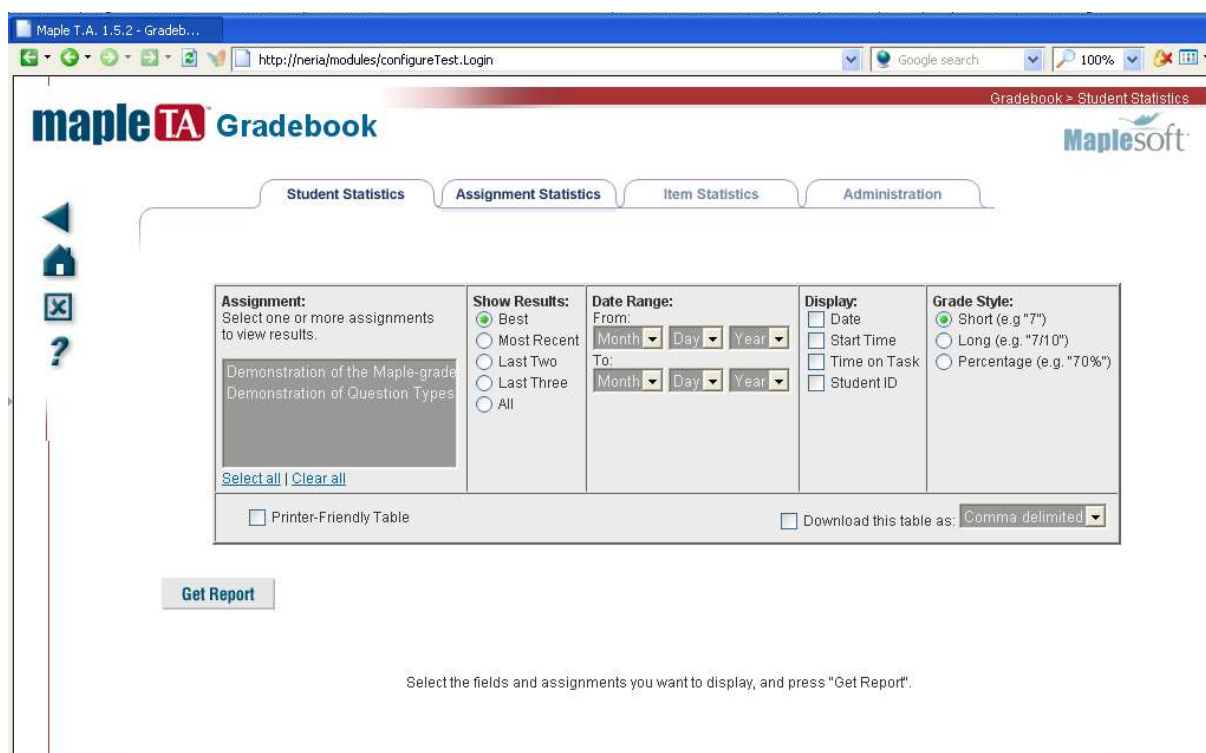 Maple T.A. 1.5.2 - Gradeb...
http://neria/modules/configureTest.Login
Google search
100%
Gradebook > Student Statistics
maple TA Gradebook
Maplesoft
Student Statistics
Assignment Statistics
Item Statistics
Administration
Assignment:
Select one or more assignments
to view results.
Demonstration of the Maple-grade
Demonstration of Question Types
Select all | Clear all
Show Results:
Best
Most Recent
Last Two
Last Three
All
Date Range:
From:
Month Day Year
To:
Month Day Year
Display:
Date
Start Time
Time on Task
Student ID
Grade Style:
Short (e.g "7")
Long (e.g. "7/10")
Percentage (e.g. "70%")
Printer-Friendly Table
Download this table as: Comma delimited
Get Report
Select the fields and assignments you want to display, and press "Get Report".